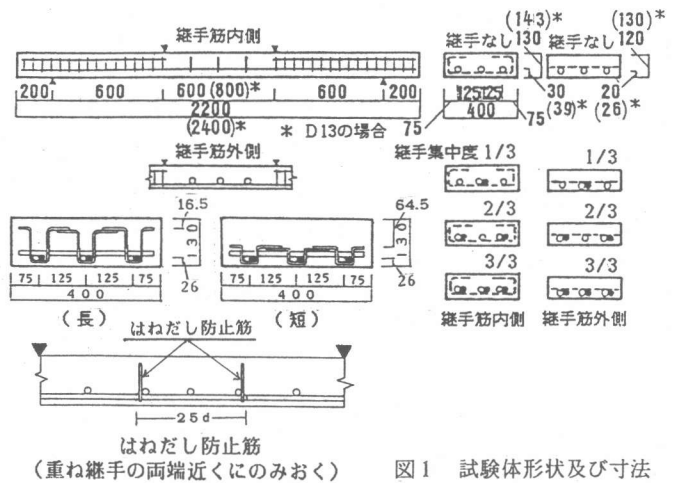 継手筋内側
200 600 600(800)* 600 200
2200
(2400)*
* D13の場合
(143)*
継手なし 130
30
(39)*
125 125
75 400 75
(130)*
継手なし 120
20
(26)*
継手筋外側
継手集中度 1/3
1/3
2/3
2/3
3/3
3/3
継手筋内側 継手筋外側
16.5
130
26
75 125 125 75
400
(長)
64.5
130
26
75 125 125 75
400
(短)
はねだし防止筋
25d
はねだし防止筋
(重ね継手の両端近くにのみおく)
図1 試験体形状及び寸法